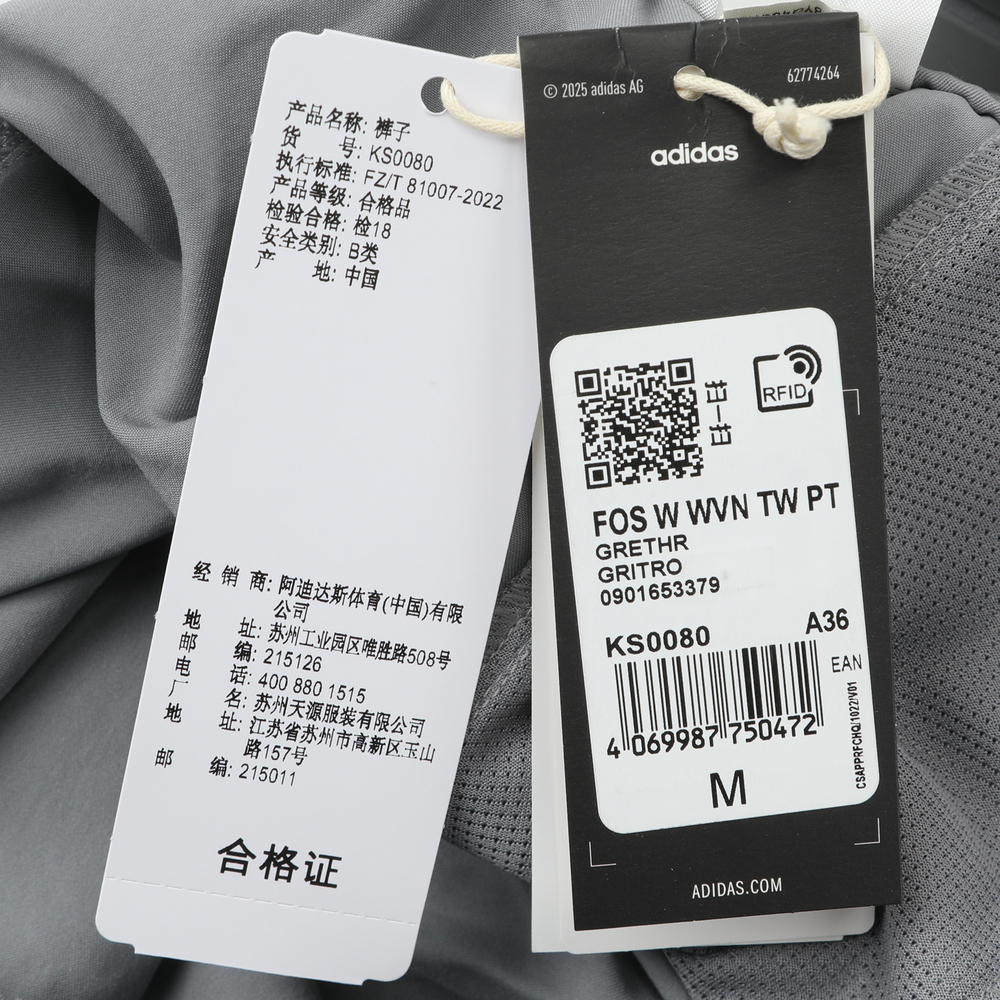 产品名称: 裤子
货 号: KS0080
执行标准: FZ/T 81007-2022
产品等级: 合格品
检验合格: 检18
安全类别: B类
产 地: 中国
经 销 商: 阿迪达斯体育(中国)有限
公司
地 址: 苏州工业园区唯胜路508号
邮 编: 215126
电 话: 400 880 1515
厂 名: 苏州天源服装有限公司
地 址: 江苏省苏州市高新区玉山
路157号
邮 编: 215011
合格证
© 2025 adidas AG
62774264
adidas
扫一扫
RFID
FOS W WVN TW PT
GRETHR
GRITRO
0901653379
KS0080
A36
EAN
4 069987 750472
CSAPPRFCHQ/1022/V01
M
ADIDAS.COM